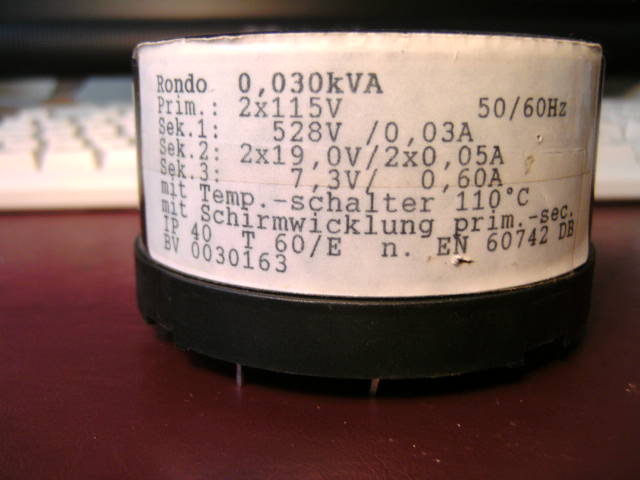 Rondo 0,030kVA
Prim.: 2x115V 50/60Hz
Sek.1: 528V /0,03A
Sek.2: 2x19,0V/2x0,05A
Sek.3: 7,3V/ 0,60A
mit Temp.-schalter 110°C
mit Schirmwicklung prim.-sec.
IP 40 T 60/E n. EN 60742 DB
BV 0030163